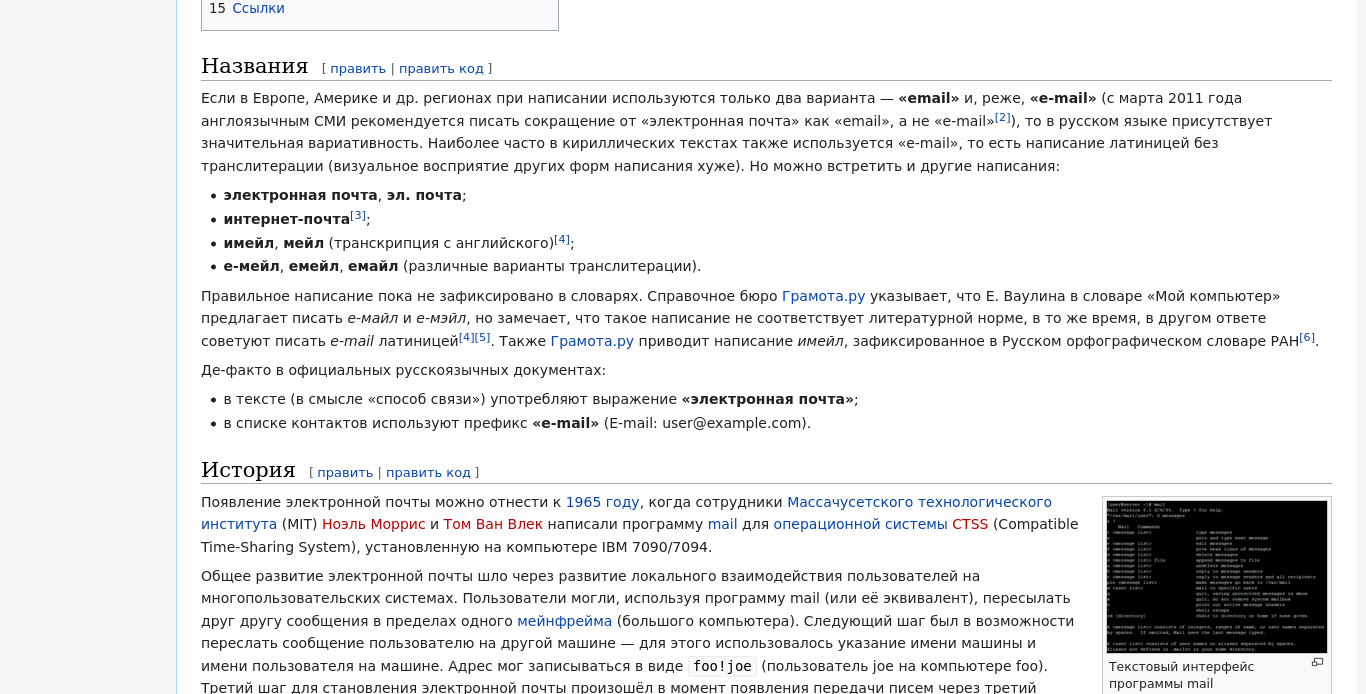 15 Ссылки
Названия [ править | править код ]
Если в Европе, Америке и др. регионах при написании используются только два варианта — «email» и, реже, «e-mail» (с марта 2011 года
англоязычным СМИ рекомендуется писать сокращение от «электронная почта» как «email», а не «e-mail»[2]), то в русском языке присутствует
значительная вариативность. Наиболее часто в кириллических текстах также используется «e-mail», то есть написание латиницей без
транслитерации (визуальное восприятие других форм написания хуже). Но можно встретить и другие написания:
• электронная почта, эл. почта;
• интернет-почта[3];
• имейл, мейл (транскрипция с английского)[4];
• е-мейл, емейл, емайл (различные варианты транслитерации).
Правильное написание пока не зафиксировано в словарях. Справочное бюро Грамота.ру указывает, что Е. Ваулина в словаре «Мой компьютер»
предлагает писать е-майл и е-мэйл, но замечает, что такое написание не соответствует литературной норме, в то же время, в другом ответе
советуют писать e-mail латиницей[4][5]. Также Грамота.ру приводит написание имейл, зафиксированное в Русском орфографическом словаре РАН[6].
Де-факто в официальных русскоязычных документах:
• в тексте (в смысле «способ связи») употребляют выражение «электронная почта»;
• в списке контактов используют префикс «e-mail» (E-mail: user@example.com).
История [ править | править код ]
Появление электронной почты можно отнести к 1965 году, когда сотрудники Массачусетского технологического
института (MIT) Ноэль Моррис и Том Ван Влек написали программу mail для операционной системы CTSS (Compatible
Time-Sharing System), установленную на компьютере IBM 7090/7094.
Общее развитие электронной почты шло через развитие локального взаимодействия пользователей на
многопользовательских системах. Пользователи могли, используя программу mail (или её эквивалент), пересылать
друг другу сообщения в пределах одного мейнфрейма (большого компьютера). Следующий шаг был в возможности
переслать сообщение пользователю на другой машине — для этого использовалось указание имени машины и
имени пользователя на машине. Адрес мог записываться в виде foo!joe (пользователь joe на компьютере foo).
Третий шаг для становления электронной почты произошёл в момент появления передачи писем через третий
Текстовый интерфейс
программы mail